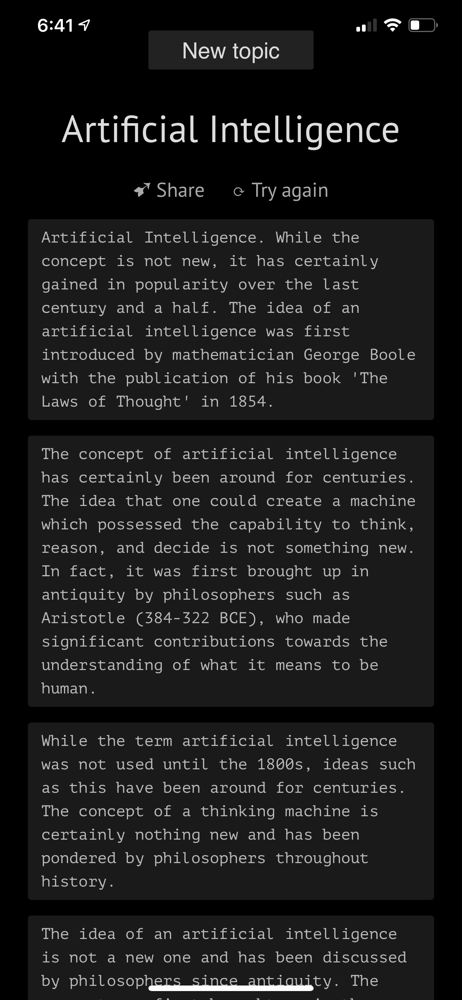 6:41
New topic
Artificial Intelligence
Share
Try again
Artificial Intelligence. While the
concept is not new, it has certainly
gained in popularity over the last
century and a half. The idea of an
artificial intelligence was first
introduced by mathematician George Boole
with the publication of his book 'The
Laws of Thought' in 1854.
The concept of artificial intelligence
has certainly been around for centuries.
The idea that one could create a machine
which possessed the capability to think,
reason, and decide is not something new.
In fact, it was first brought up in
antiquity by philosophers such as
Aristotle (384-322 BCE), who made
significant contributions towards the
understanding of what it means to be
human.
While the term artificial intelligence
was not used until the 1800s, ideas such
as this have been around for centuries.
The concept of a thinking machine is
certainly nothing new and has been
pondered by philosophers throughout
history.
The idea of an artificial intelligence
is not a new one and has been discussed
by philosophers since antiquity. The